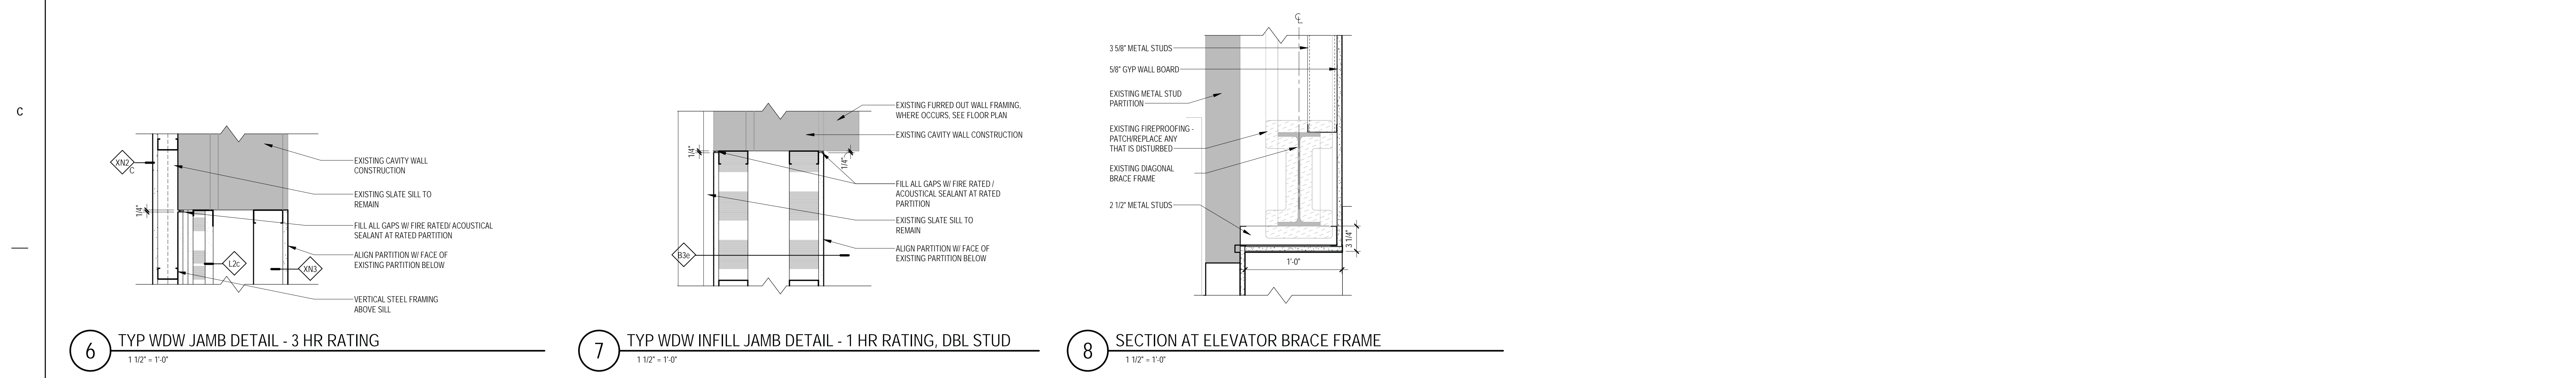 C
XN2
C
1/4"
EXISTING CAVITY WALL
CONSTRUCTION
EXISTING SLATE SILL TO
REMAIN
FILL ALL GAPS W/ FIRE RATED/ ACOUSTICAL
SEALANT AT RATED PARTITION
L2c
XN3
ALIGN PARTITION W/ FACE OF
EXISTING PARTITION BELOW
VERTICAL STEEL FRAMING
ABOVE SILL
6
TYP WDW JAMB DETAIL - 3 HR RATING
1 1/2" = 1'-0"
1/4"
1/4"
EXISTING FURRED OUT WALL FRAMING,
WHERE OCCURS, SEE FLOOR PLAN
EXISTING CAVITY WALL CONSTRUCTION
FILL ALL GAPS W/ FIRE RATED /
ACOUSTICAL SEALANT AT RATED
PARTITION
EXISTING SLATE SILL TO
REMAIN
ALIGN PARTITION W/ FACE OF
EXISTING PARTITION BELOW
B3e
7
TYP WDW INFILL JAMB DETAIL - 1 HR RATING, DBL STUD
1 1/2" = 1'-0"
CL
3 5/8" METAL STUDS
5/8" GYP WALL BOARD
EXISTING METAL STUD
PARTITION
EXISTING FIREPROOFING -
PATCH/REPLACE ANY
THAT IS DISTURBED
EXISTING DIAGONAL
BRACE FRAME
2 1/2" METAL STUDS
3 1/4"
1'-0"
8
SECTION AT ELEVATOR BRACE FRAME
1 1/2" = 1'-0"